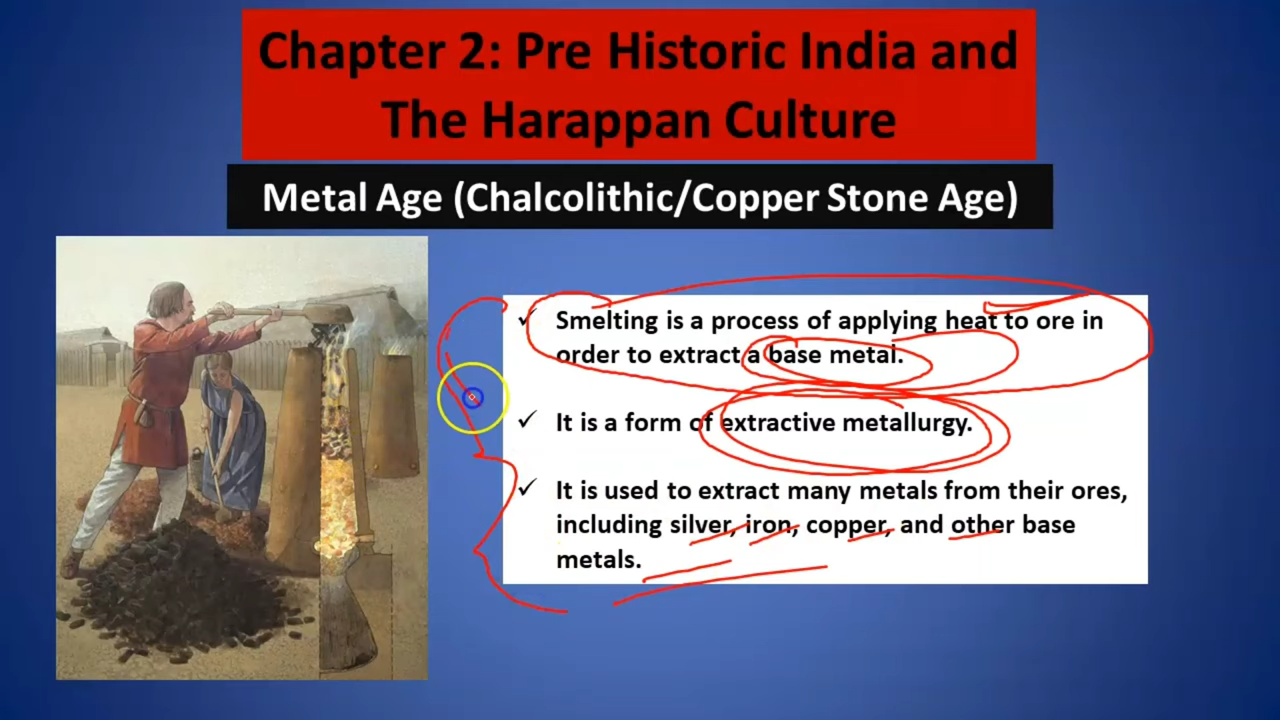 Chapter 2: Pre Historic India and
The Harappan Culture
Metal Age (Chalcolithic/Copper Stone Age)
✓ Smelting is a process of applying heat to ore in
order to extract a base metal.
✓ It is a form of extractive metallurgy.
✓ It is used to extract many metals from their ores,
including silver, iron, copper, and other base
metals.